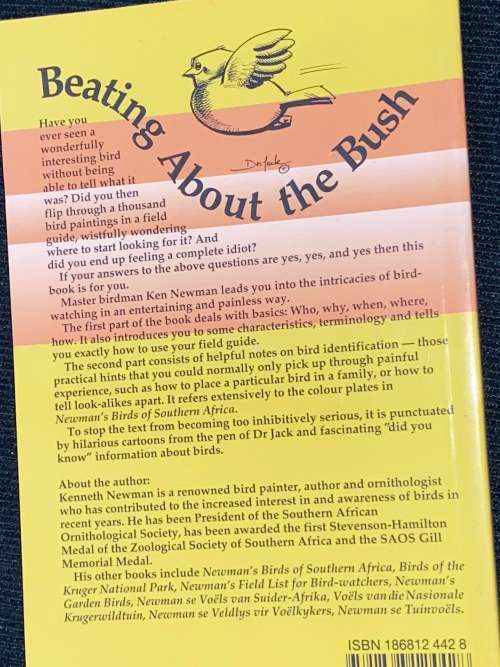 Beating About the Bush
Dr Jack ©
Have you
ever seen a
wonderfully
interesting bird
without being
able to tell what it
was? Did you then
flip through a thousand
bird paintings in a field
guide, wistfully wondering
where to start looking for it? And
did you end up feeling a complete idiot?
If your answers to the above questions are yes, yes, and yes then this
book is for you.
Master birdman Ken Newman leads you into the intricacies of bird-
watching in an entertaining and painless way.
The first part of the book deals with basics: Who, why, when, where,
how. It also introduces you to some characteristics, terminology and tells
you exactly how to use your field guide.
The second part consists of helpful notes on bird identification — those
practical hints that you could normally only pick up through painful
experience, such as how to place a particular bird in a family, or how to
tell look-alikes apart. It refers extensively to the colour plates in
Newman's Birds of Southern Africa.
To stop the text from becoming too inhibitively serious, it is punctuated
by hilarious cartoons from the pen of Dr Jack and fascinating "did you
know" information about birds.
About the author:
Kenneth Newman is a renowned bird painter, author and ornithologist
who has contributed to the increased interest in and awareness of birds in
recent years. He has been President of the Southern African
Ornithological Society, has been awarded the first Stevenson-Hamilton
Medal of the Zoological Society of Southern Africa and the SAOS Gill
Memorial Medal.
His other books include Newman's Birds of Southern Africa, Birds of the
Kruger National Park, Newman's Field List for Bird-watchers, Newman's
Garden Birds, Newman se Voëls van Suider-Afrika, Voëls van die Nasionale
Krugerwildtuin, Newman se Veldlys vir Voëlkykers, Newman se Tuinvoëls.
ISBN 186812 442 8